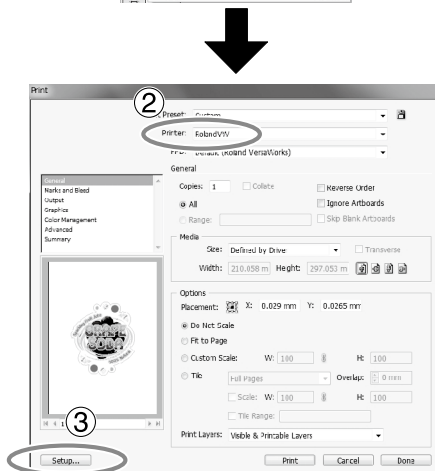 Print
②
Preset: Custom
Printer: RolandVW
PPD: Default (Roland VersaWorks)
General
General
Marks and Bleed
Output
Graphics
Color Management
Advanced
Summary
Copies: 1 Collate Reverse Order
All Ignore Artboards
Range: Skip Blank Artboards
Media
Size: Defined by Driver Transverse
Width: 210.058 m Height: 297.053 m
Options
Placement: X: 0.029 mm Y: 0.0265 mm
Do Not Scale
Fit to Page
Custom Scale: W: 100 H: 100
Tile Full Pages Overlap: 0 mm
Scale: W: 100 H: 100
Tile Range:
Print Layers: Visible & Printable Layers
GRAPE
SODA
1
③
Setup... Print Cancel Done